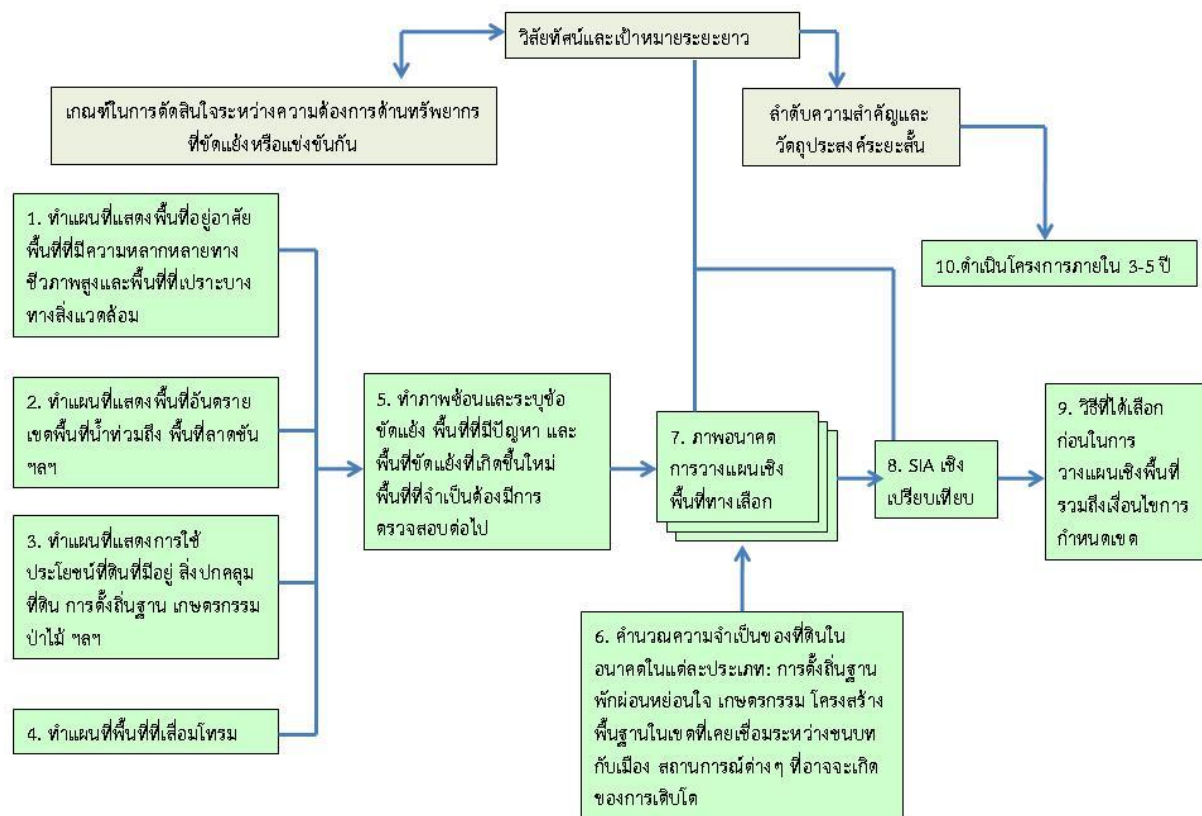 วิสัยทัศน์และเป้าหมายระยะยาว
เกณฑ์ในการตัดสินใจระหว่างความต้องการด้านทรัพยากร
ที่ขัดแย้งหรือแข่งขันกัน
ลำดับความสำคัญและ
วัตถุประสงค์ระยะสั้น
1. ทำแผนที่แสดงพื้นที่อยู่อาศัย
พื้นที่ที่มีความหลากหลายทาง
ชีวภาพสูงและพื้นที่ที่เปราะบาง
ทางสิ่งแวดล้อม
10.ดำเนินโครงการภายใน 3-5 ปี
2. ทำแผนที่แสดงพื้นที่อันตราย
เขตพื้นที่น้ำท่วมถึง พื้นที่ลาดชัน
ฯลฯ
3. ทำแผนที่แสดงการใช้
ประโยชน์ที่ดินที่มีอยู่ สิ่งปกคลุม
ที่ดิน การตั้งถิ่นฐาน เกษตรกรรม
ป่าไม้ ฯลฯ
4. ทำแผนที่พื้นที่ที่เสื่อมโทรม
5. ทำภาพซ้อนและระบุข้อ
ขัดแย้ง พื้นที่ที่มีปัญหา และ
พื้นที่ขัดแย้งที่เกิดขึ้นใหม่
พื้นที่ที่จำเป็นต้องมีการ
ตรวจสอบต่อไป
7. ภาพอนาคต
การวางแผนเชิง
พื้นที่ทางเลือก
8. SIA เชิง
เปรียบเทียบ
9. วิธีที่ได้เลือก
ก่อนในการ
วางแผนเชิงพื้นที่
รวมถึงเงื่อนไขการ
กำหนดเขต
6. คำนวณความจำเป็นของที่ดินใน
อนาคตในแต่ละประเภท: การตั้งถิ่นฐาน
พักผ่อนหย่อนใจ เกษตรกรรม โครงสร้าง
พื้นฐานในเขตที่เคยเชื่อมระหว่างชนบท
กับเมือง สถานการณ์ต่างๆ ที่อาจจะเกิด
ของการเติบโต